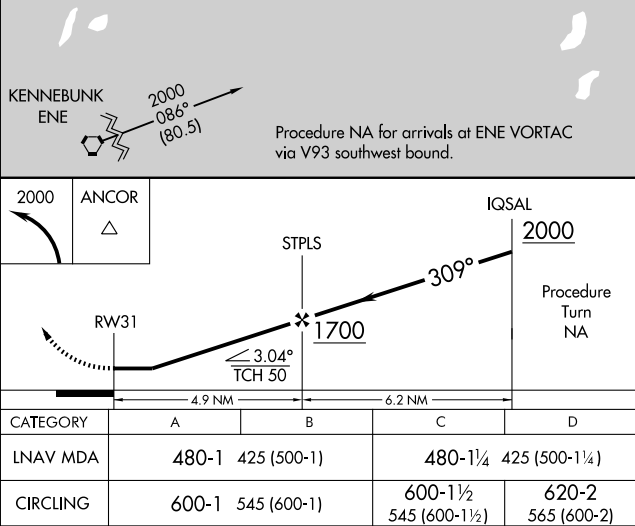 KENNEBUNK
ENE
2000
086°
(80.5)
Procedure NA for arrivals at ENE VORTAC
via V93 southwest bound.
2000
ANCOR
IQSAL
2000
STPLS
309°
Procedure
Turn
NA
RW31
1700
3.04°
TCH 50
4.9 NM
6.2 NM
CATEGORY A B C D
LNAV MDA 480-1 425 (500-1) 480-1¼ 425 (500-1¼)
CIRCLING 600-1 545 (600-1) 600-1½ 620-2
545 (600-1½) 565 (600-2)